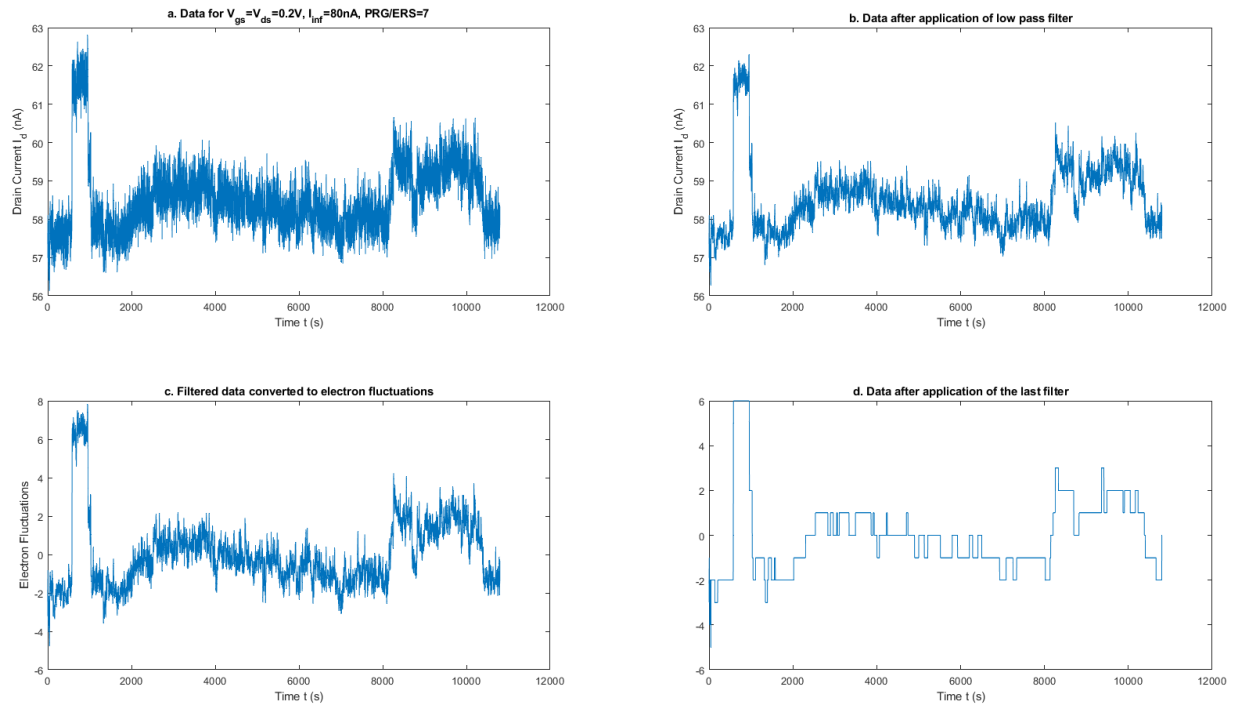 a. Data for V_gs=V_ds=0.2V, I_inf=80nA, PRG/ERS=7
63
62
61
60
59
58
57
56
Drain Current I_d (nA)
0 2000 4000 6000 8000 10000 12000
Time t (s)
b. Data after application of low pass filter
63
62
61
60
59
58
57
56
Drain Current I_d (nA)
0 2000 4000 6000 8000 10000 12000
Time t (s)
c. Filtered data converted to electron fluctuations
8
6
4
2
0
-2
-4
-6
Electron Fluctuations
0 2000 4000 6000 8000 10000 12000
Time t (s)
d. Data after application of the last filter
6
4
2
0
-2
-4
-6
0 2000 4000 6000 8000 10000 12000
Time t (s)